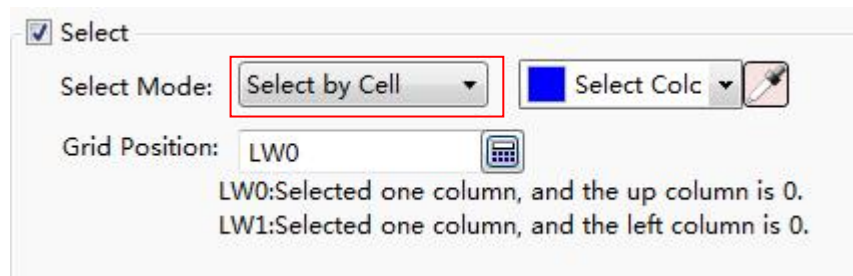 Select
Select Mode: Select by Cell Select Colc
Grid Position: LW0
LW0:Selected one column, and the up column is 0.
LW1:Selected one column, and the left column is 0.